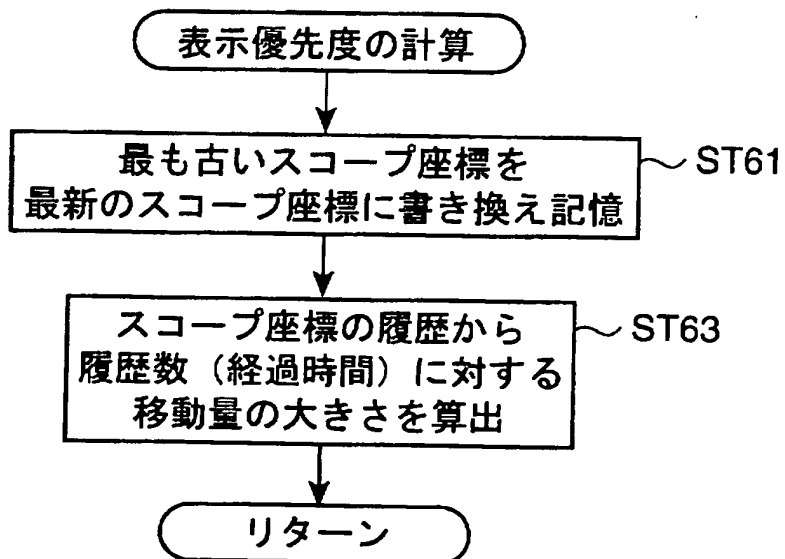 表示優先度の計算
最も古いスコープ座標を
最新のスコープ座標に書き換え記憶
ST61
スコープ座標の履歴から
履歴数（経過時間）に対する
移動量の大きさを算出
ST63
リターン